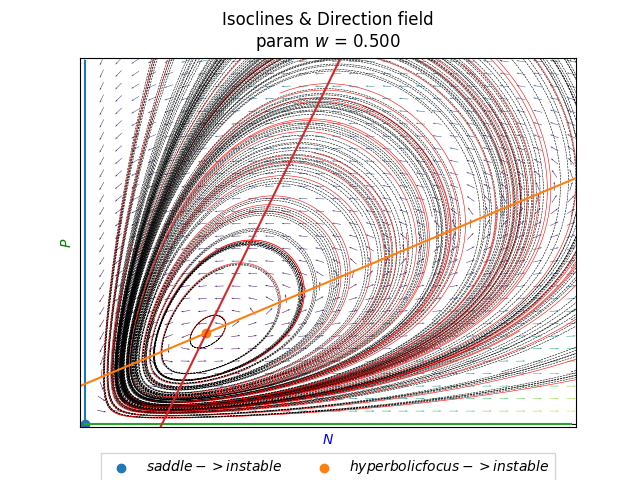 Isoclines & Direction field
param w = 0.500
P
N
saddle-> instable
hyperbolicfocus-> instable